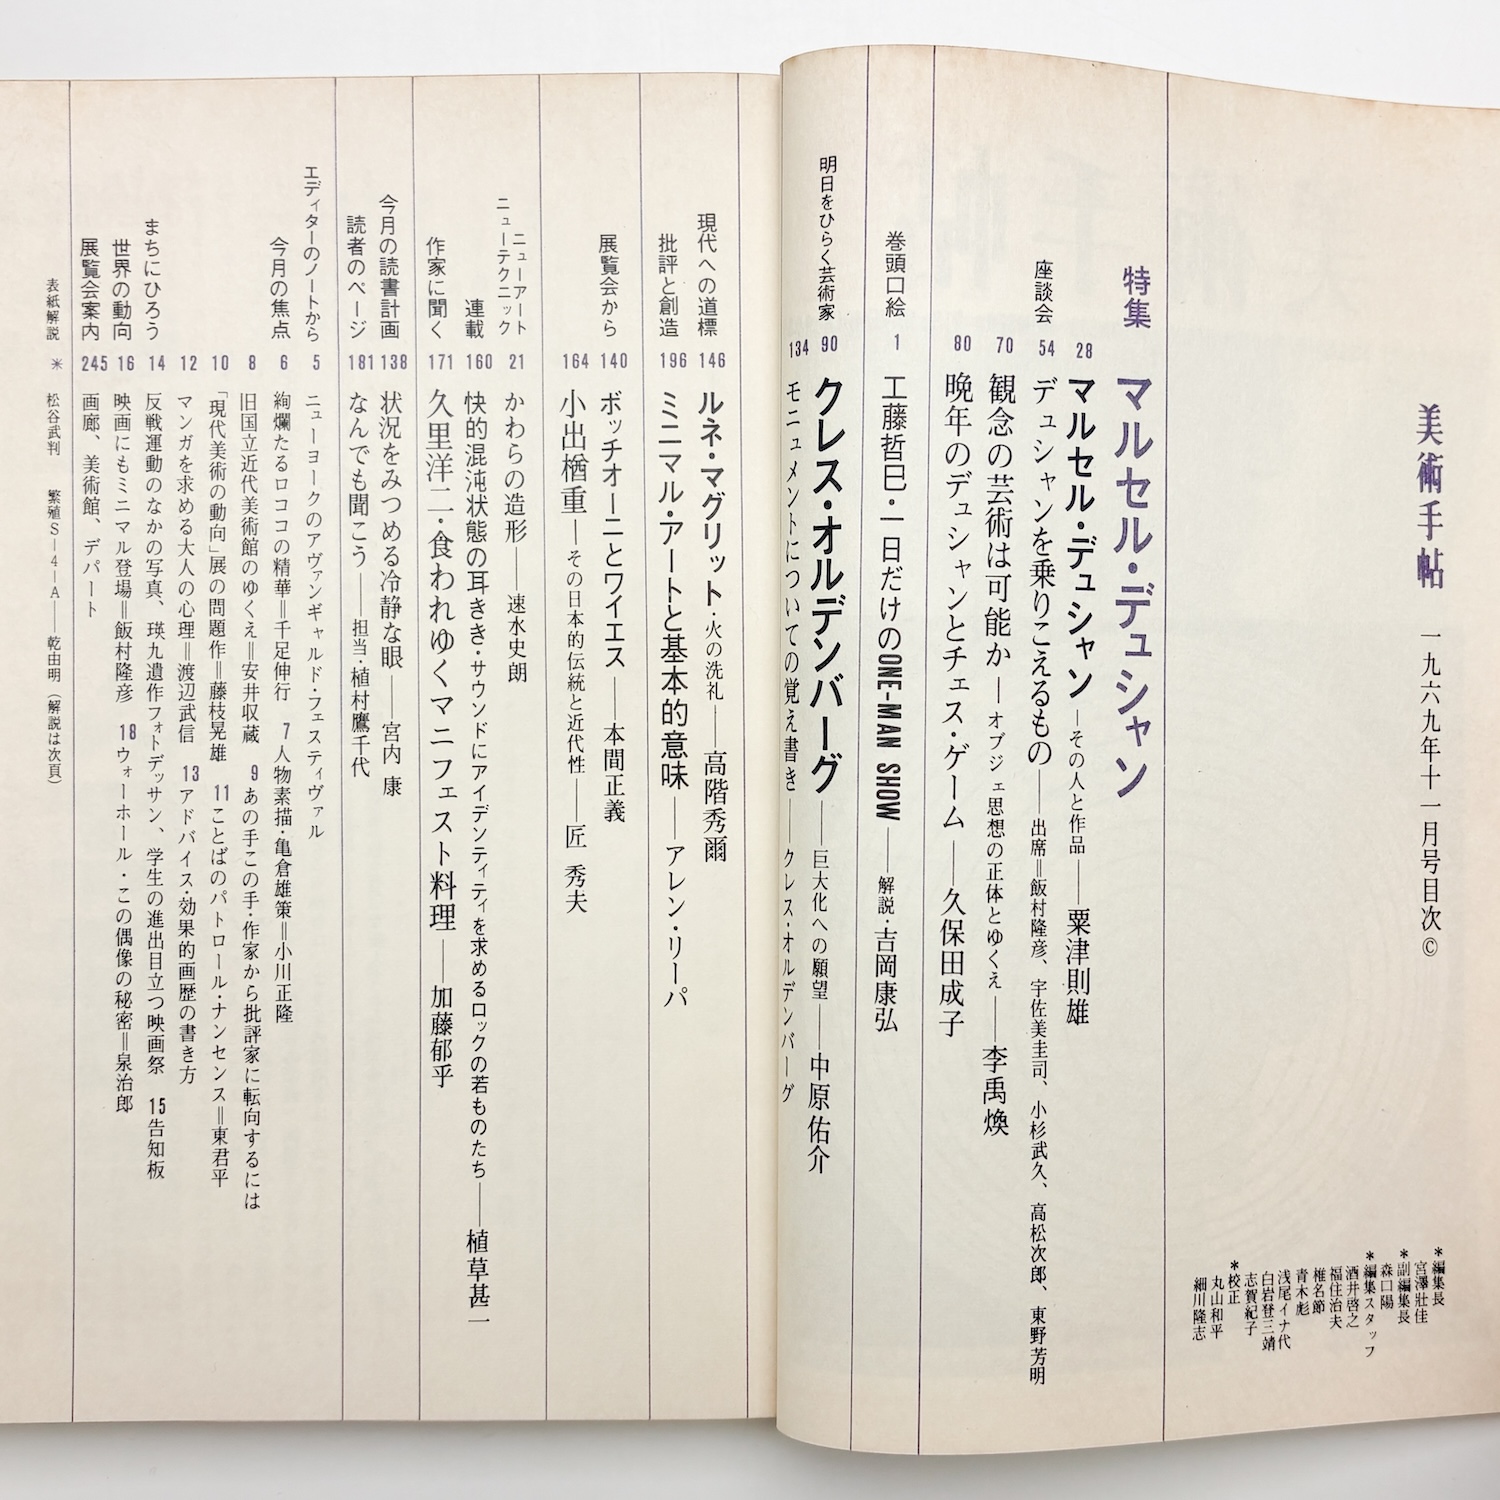 美術手帖 一九六九年十一月号目次©
*編集長
宮澤壯佳
*副編集長
森口陽
*編集スタッフ
酒井啓之
福住治夫
椎名節
青木彪
浅尾イナ代
白岩登三靖
志賀紀子
*校正
丸山和平
細川隆志
特集 マルセル・デュシャン
28 マルセル・デュシャン―その人と作品――粟津則雄
座談会 54 デュシャンを乗りこえるもの――出席=飯村隆彦、宇佐美圭司、小杉武久、高松次郎、東野芳明
70 観念の芸術は可能か―オブジェ思想の正体とゆくえ――李禹煥
80 晩年のデュシャンとチェス・ゲーム――久保田成子
巻頭口絵 1 工藤哲巳・一日だけのONE-MAN SHOW――解説・吉岡康弘
明日をひらく芸術家 90 クレス・オルデンバーグ――巨大化への願望――中原佑介
134 モニュメントについての覚え書き――クレス・オルデンバーグ
現代への道標 146 ルネ・マグリット・火の洗礼――高階秀爾
批評と創造 196 ミニマル・アートと基本的意味――アレン・リーパ
展覧会から 140 ボッチオーニとワイエス――本間正義
164 小出楢重―その日本的伝統と近代性――匠 秀夫
ニューアート
ニューテクニック 21 かわらの造形――速水史朗
連載 160 快的混沌状態の耳きき・サウンドにアイデンティティを求めるロックの若ものたち――植草甚一
作家に聞く 171 久里洋二・食われゆくマニフェスト料理――加藤郁乎
今月の読書計画 138 状況をみつめる冷静な眼――宮内 康
読者のページ 181 なんでも聞こう――担当・植村鷹千代
エディターのノートから 5 ニューヨークのアヴァンギャルド・フェスティヴァル
今月の焦点 6 絢爛たるロココの精華=千足伸行 7 人物素描・亀倉雄策=小川正隆
8 旧国立近代美術館のゆくえ=安井収蔵 9 あの手この手・作家から批評家に転向するには
10 「現代美術の動向」展の問題作=藤枝晃雄 11 ことばのパトロール・ナンセンス=東君平
12 マンガを求める大人の心理=渡辺武信 13 アドバイス・効果的画歴の書き方
まちにひろう 14 反戦運動のなかの写真、瑛九遺作フォトデッサン、学生の進出目立つ映画祭 15 告知板
世界の動向 16 映画にもミニマル登場=飯村隆彦 18 ウォーホール・この偶像の秘密=泉治郎
展覧会案内 245 画廊、美術館、デパート
表紙解説 * 松谷武判 繁殖S―4―A――乾由明（解説は次頁）